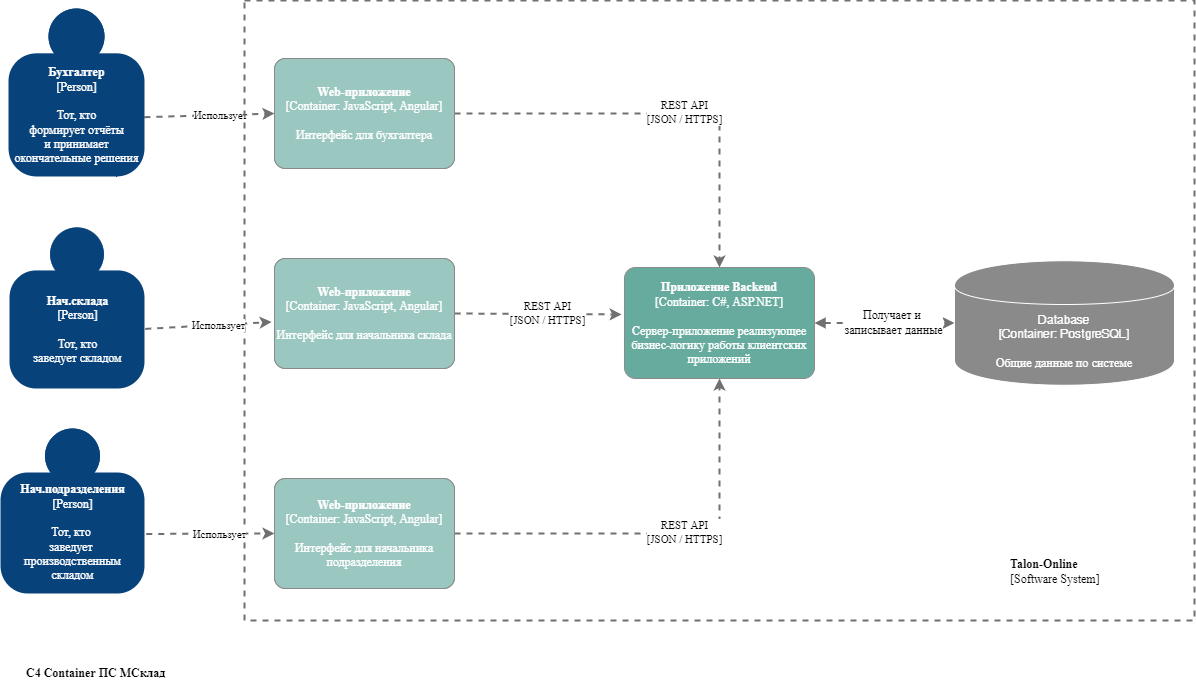 Бухгалтер
[Person]
Тот, кто
формирует отчёты
и принимает
окончательные решения
Использует
Web-приложение
[Container: JavaScript, Angular]
Интерфейс для бухгалтера
REST API
[JSON / HTTPS]
Нач.склада
[Person]
Тот, кто
заведует складом
Использует
Web-приложение
[Container: JavaScript, Angular]
Интерфейс для начальника склада
REST API
[JSON / HTTPS]
Приложение Backend
[Container: C#, ASP.NET]
Сервер-приложение реализующее
бизнес-логику работы клиентских
приложений
Получает и
записывает данные
Database
[Container: PostgreSQL]
Общие данные по системе
Нач.подразделения
[Person]
Тот, кто
заведует
производственным
складом
Использует
Web-приложение
[Container: JavaScript, Angular]
Интерфейс для начальника
подразделения
REST API
[JSON / HTTPS]
Talon-Online
[Software System]
C4 Container ПС МСклад